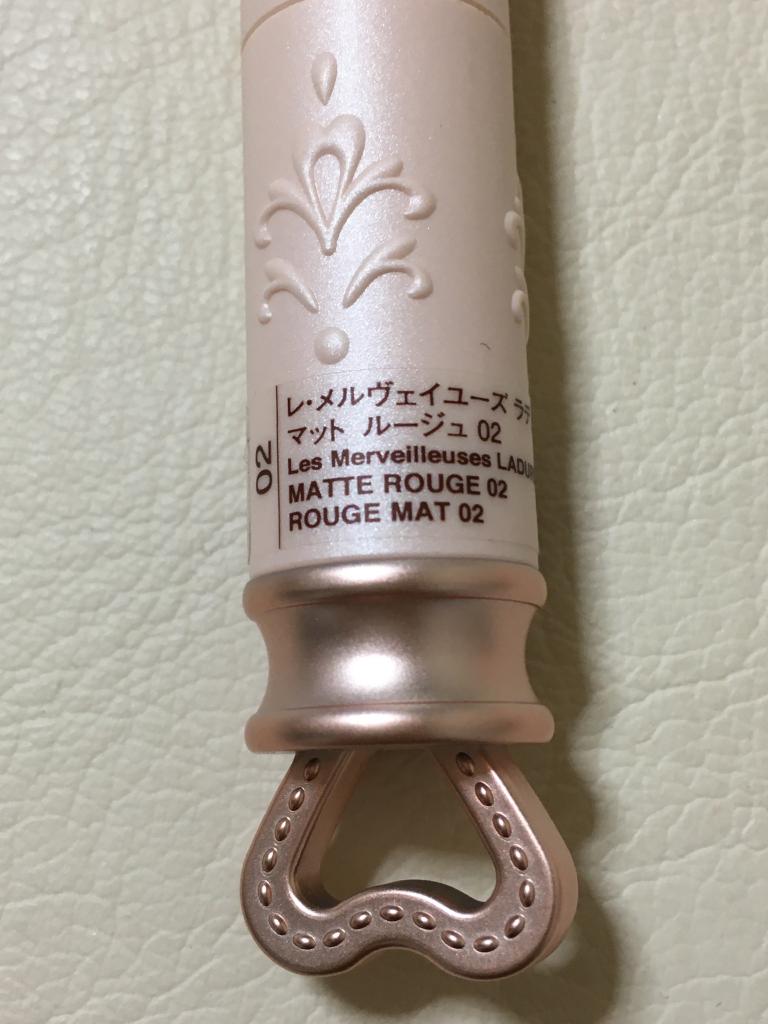 02
レ・メルヴェイユーズ
マット ルージュ 02
Les Merveilleuses
MATTE ROUGE 02
ROUGE MAT 02